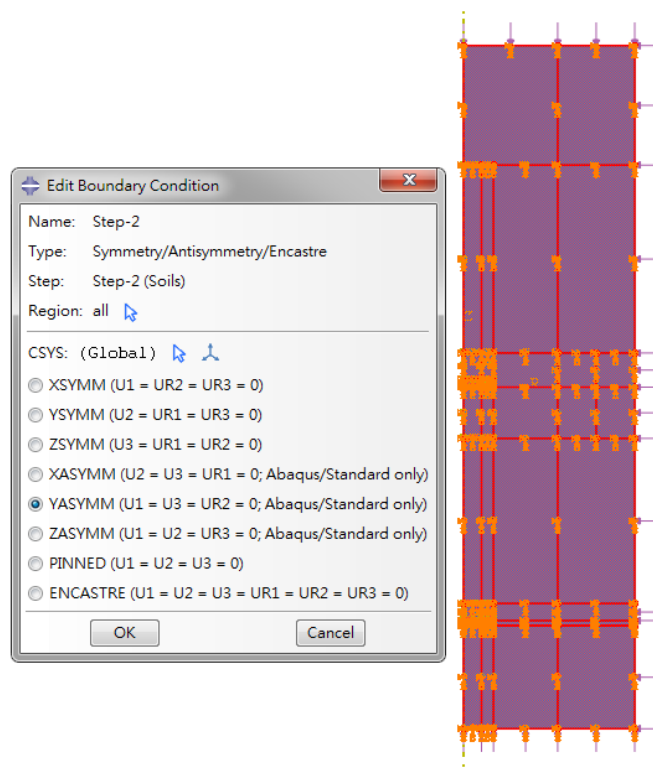 Edit Boundary Condition
Name: Step-2
Type: Symmetry/Antisymmetry/Encastre
Step: Step-2 (Soils)
Region: all
CSYS: (Global)
XSYMM (U1 = UR2 = UR3 = 0)
YSYMM (U2 = UR1 = UR3 = 0)
ZSYMM (U3 = UR1 = UR2 = 0)
XASYMM (U2 = U3 = UR1 = 0; Abaqus/Standard only)
YASYMM (U1 = U3 = UR2 = 0; Abaqus/Standard only)
ZASYMM (U1 = U2 = UR3 = 0; Abaqus/Standard only)
PINNED (U1 = U2 = U3 = 0)
ENCASTRE (U1 = U2 = U3 = UR1 = UR2 = UR3 = 0)
OK Cancel